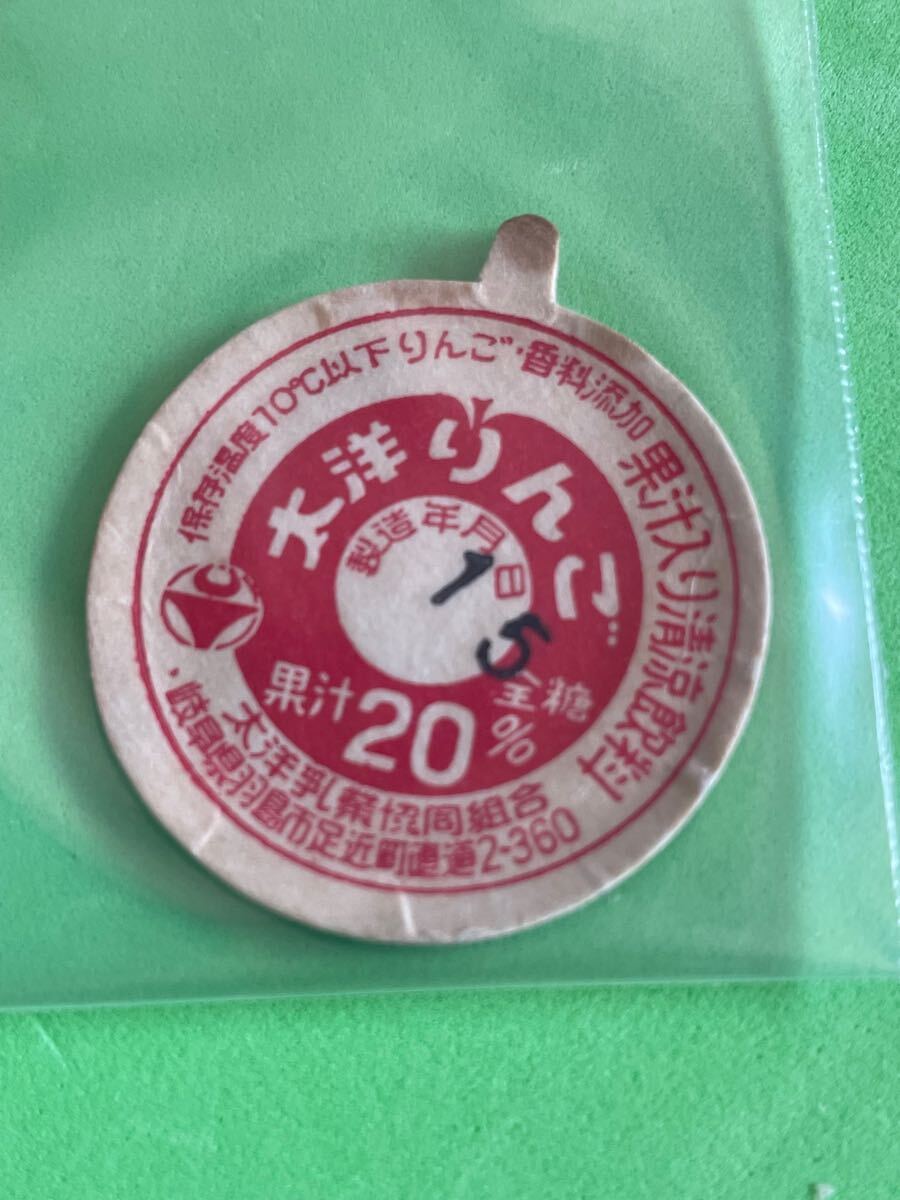 保存温度10℃以下りんご・香料添加
果汁入り清涼飲料
太洋りんご
製造年月日
15
全糖
果汁20%
太洋乳業協同組合
岐阜県羽島市足近町直道2-360